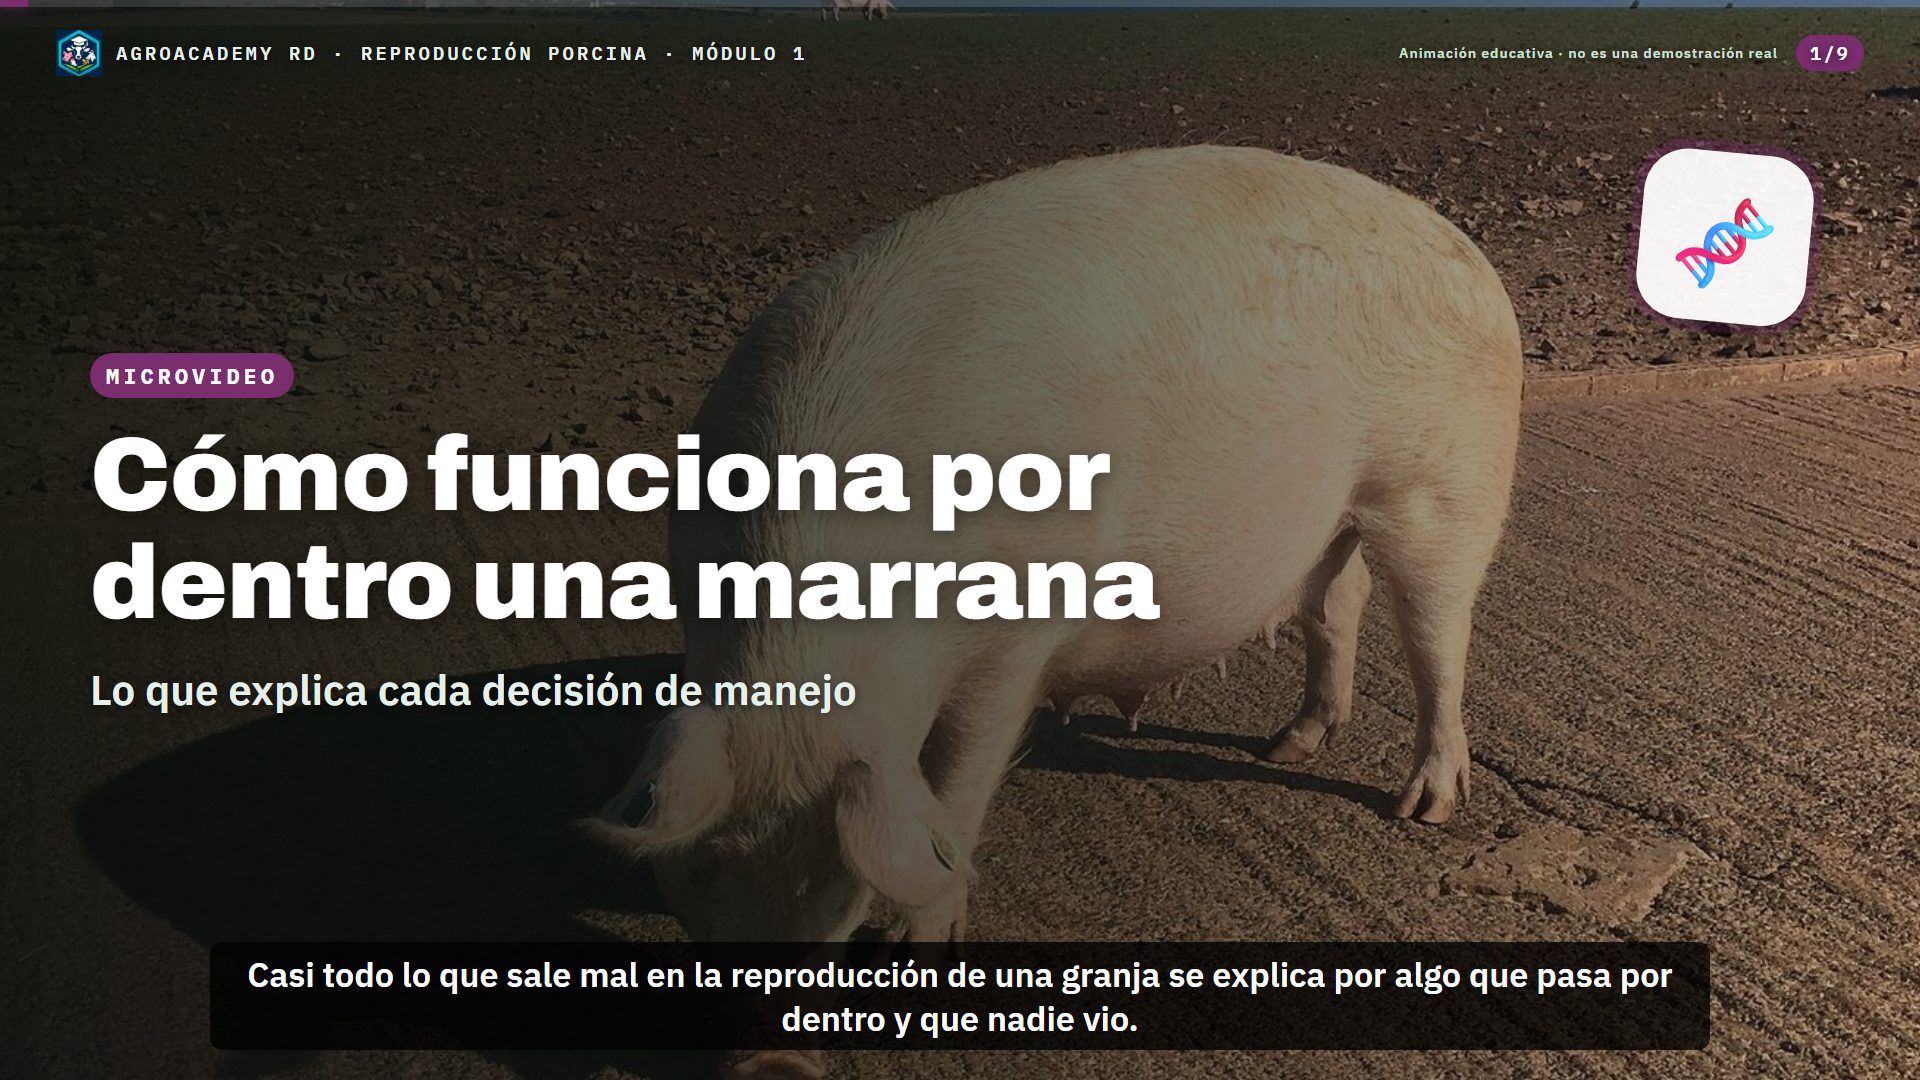 AGROACADEMY RD · REPRODUCCIÓN PORCINA · MÓDULO 1
Animación educativa · no es una demostración real
1/9
MICROVIDEO
Cómo funciona por
dentro una marrana
Lo que explica cada decisión de manejo
Casi todo lo que sale mal en la reproducción de una granja se explica por algo que pasa por
dentro y que nadie vio.